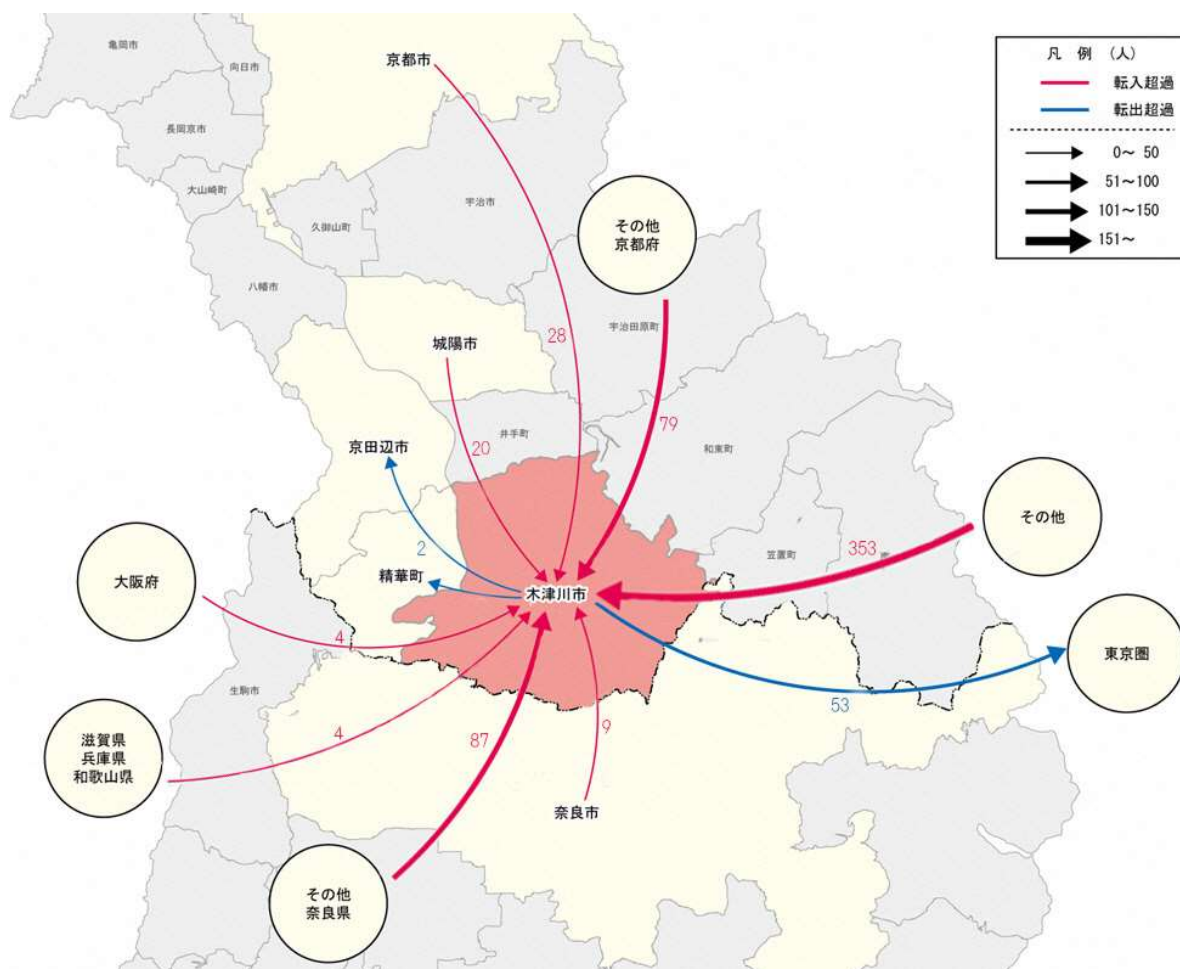 亀岡市
向日市
京都市
長岡京市
大山崎町
久御山町
宇治市
八幡市
その他
京都府
宇治田原町
28
城陽市
79
井手町
20
和束町
京田辺市
その他
353
笠置町
2
精華町
大阪府
木津川市
4
東京圏
生駒市
53
9
滋賀県
兵庫県
和歌山県
4
87
奈良市
その他
奈良県
凡 例 (人)
転入超過
転出超過
0~ 50
51~100
101~150
151~